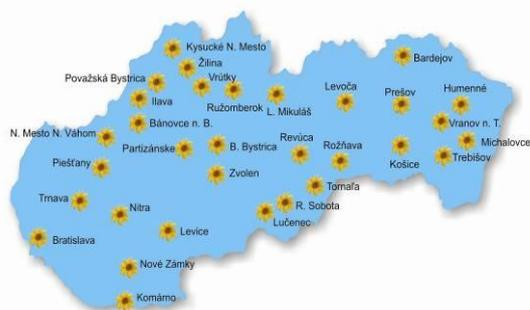 Kysucké N. Mesto
Bardejov
Žilina
Považská Bystrica
Vrútky
Levoča
Prešov
Humenné
Ilava
Ružomberok
L. Mikuláš
Bánovce n. B.
Vranov n. T.
N. Mesto N. Váhom
Revúca
Rožňava
Michalovce
Partizánske
B. Bystrica
Trebišov
Piešťany
Košice
Zvolen
Tornaľa
Trnava
R. Sobota
Nitra
Lučenec
Bratislava
Levice
Nové Zámky
Komárno